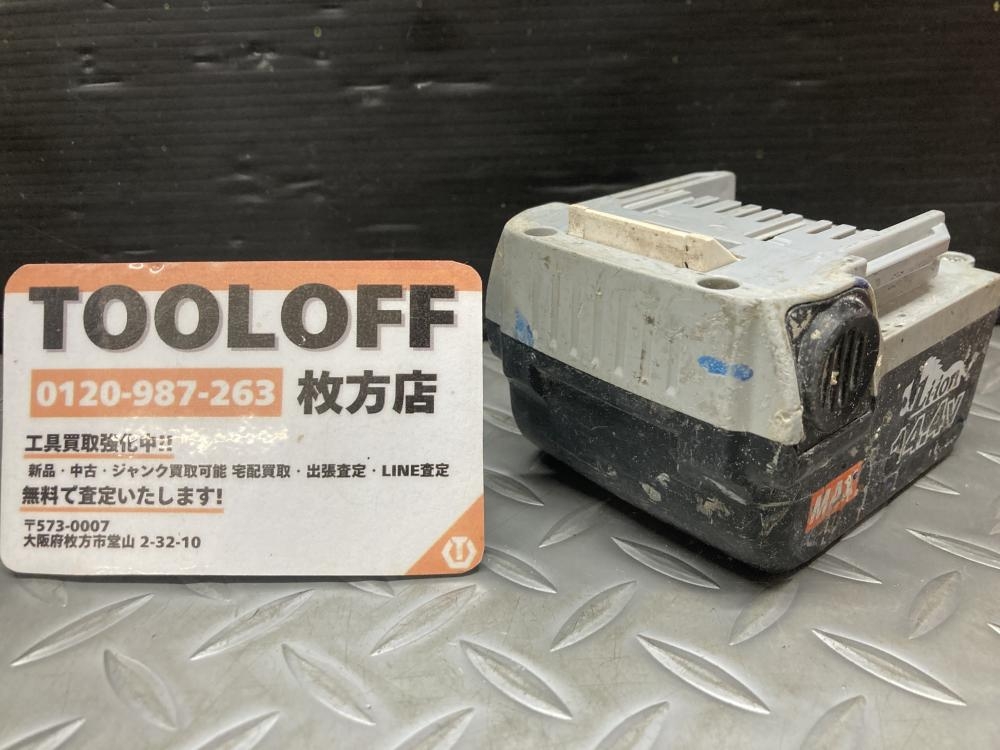 TOOLOFF
0120-987-263 枚方店
工具買取強化中!!
新品・中古・ジャンク買取可能 宅配買取・出張査定・LINE査定
無料で査定いたします!
〒573-0007
大阪府枚方市堂山 2-32-10
Li-ion
14.4V
MAX